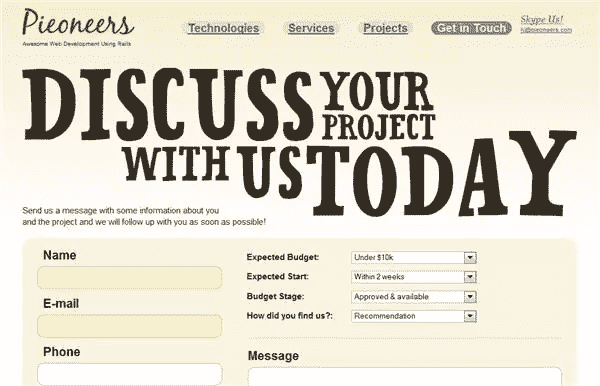 Pieoneers
Awesome Web Development Using Rails
Technologies
Services
Projects
Get in Touch
Skype Us!
hi@pieoneers.com
DISCUSS YOUR PROJECT
WITH US TODAY
Send us a message with some information about you
and the project and we will follow up with you as soon as possible!
Name
E-mail
Phone
Expected Budget: Under $10k
Expected Start: Within 2 weeks
Budget Stage: Approved & available
How did you find us?: Recommendation
Message